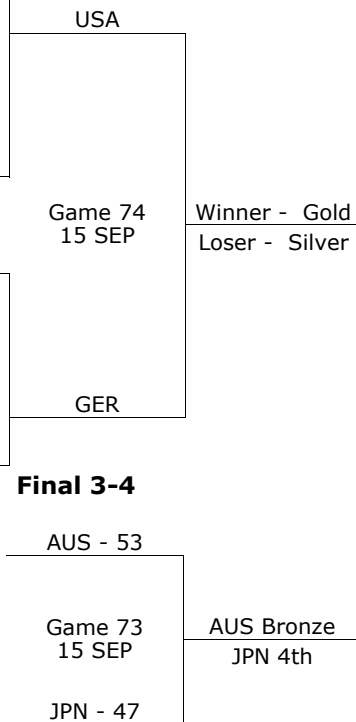 USA
Game 74
15 SEP
Winner - Gold
Loser - Silver
GER
Final 3-4
AUS - 53
Game 73
15 SEP
AUS Bronze
JPN 4th
JPN - 47